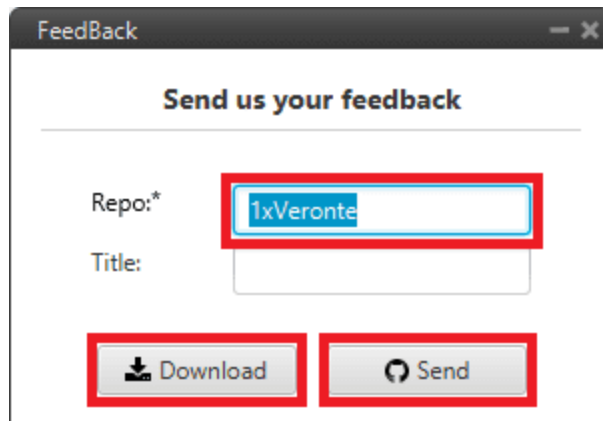 FeedBack
Send us your feedback
Repo:* 1xVeronte
Title:
Download Send